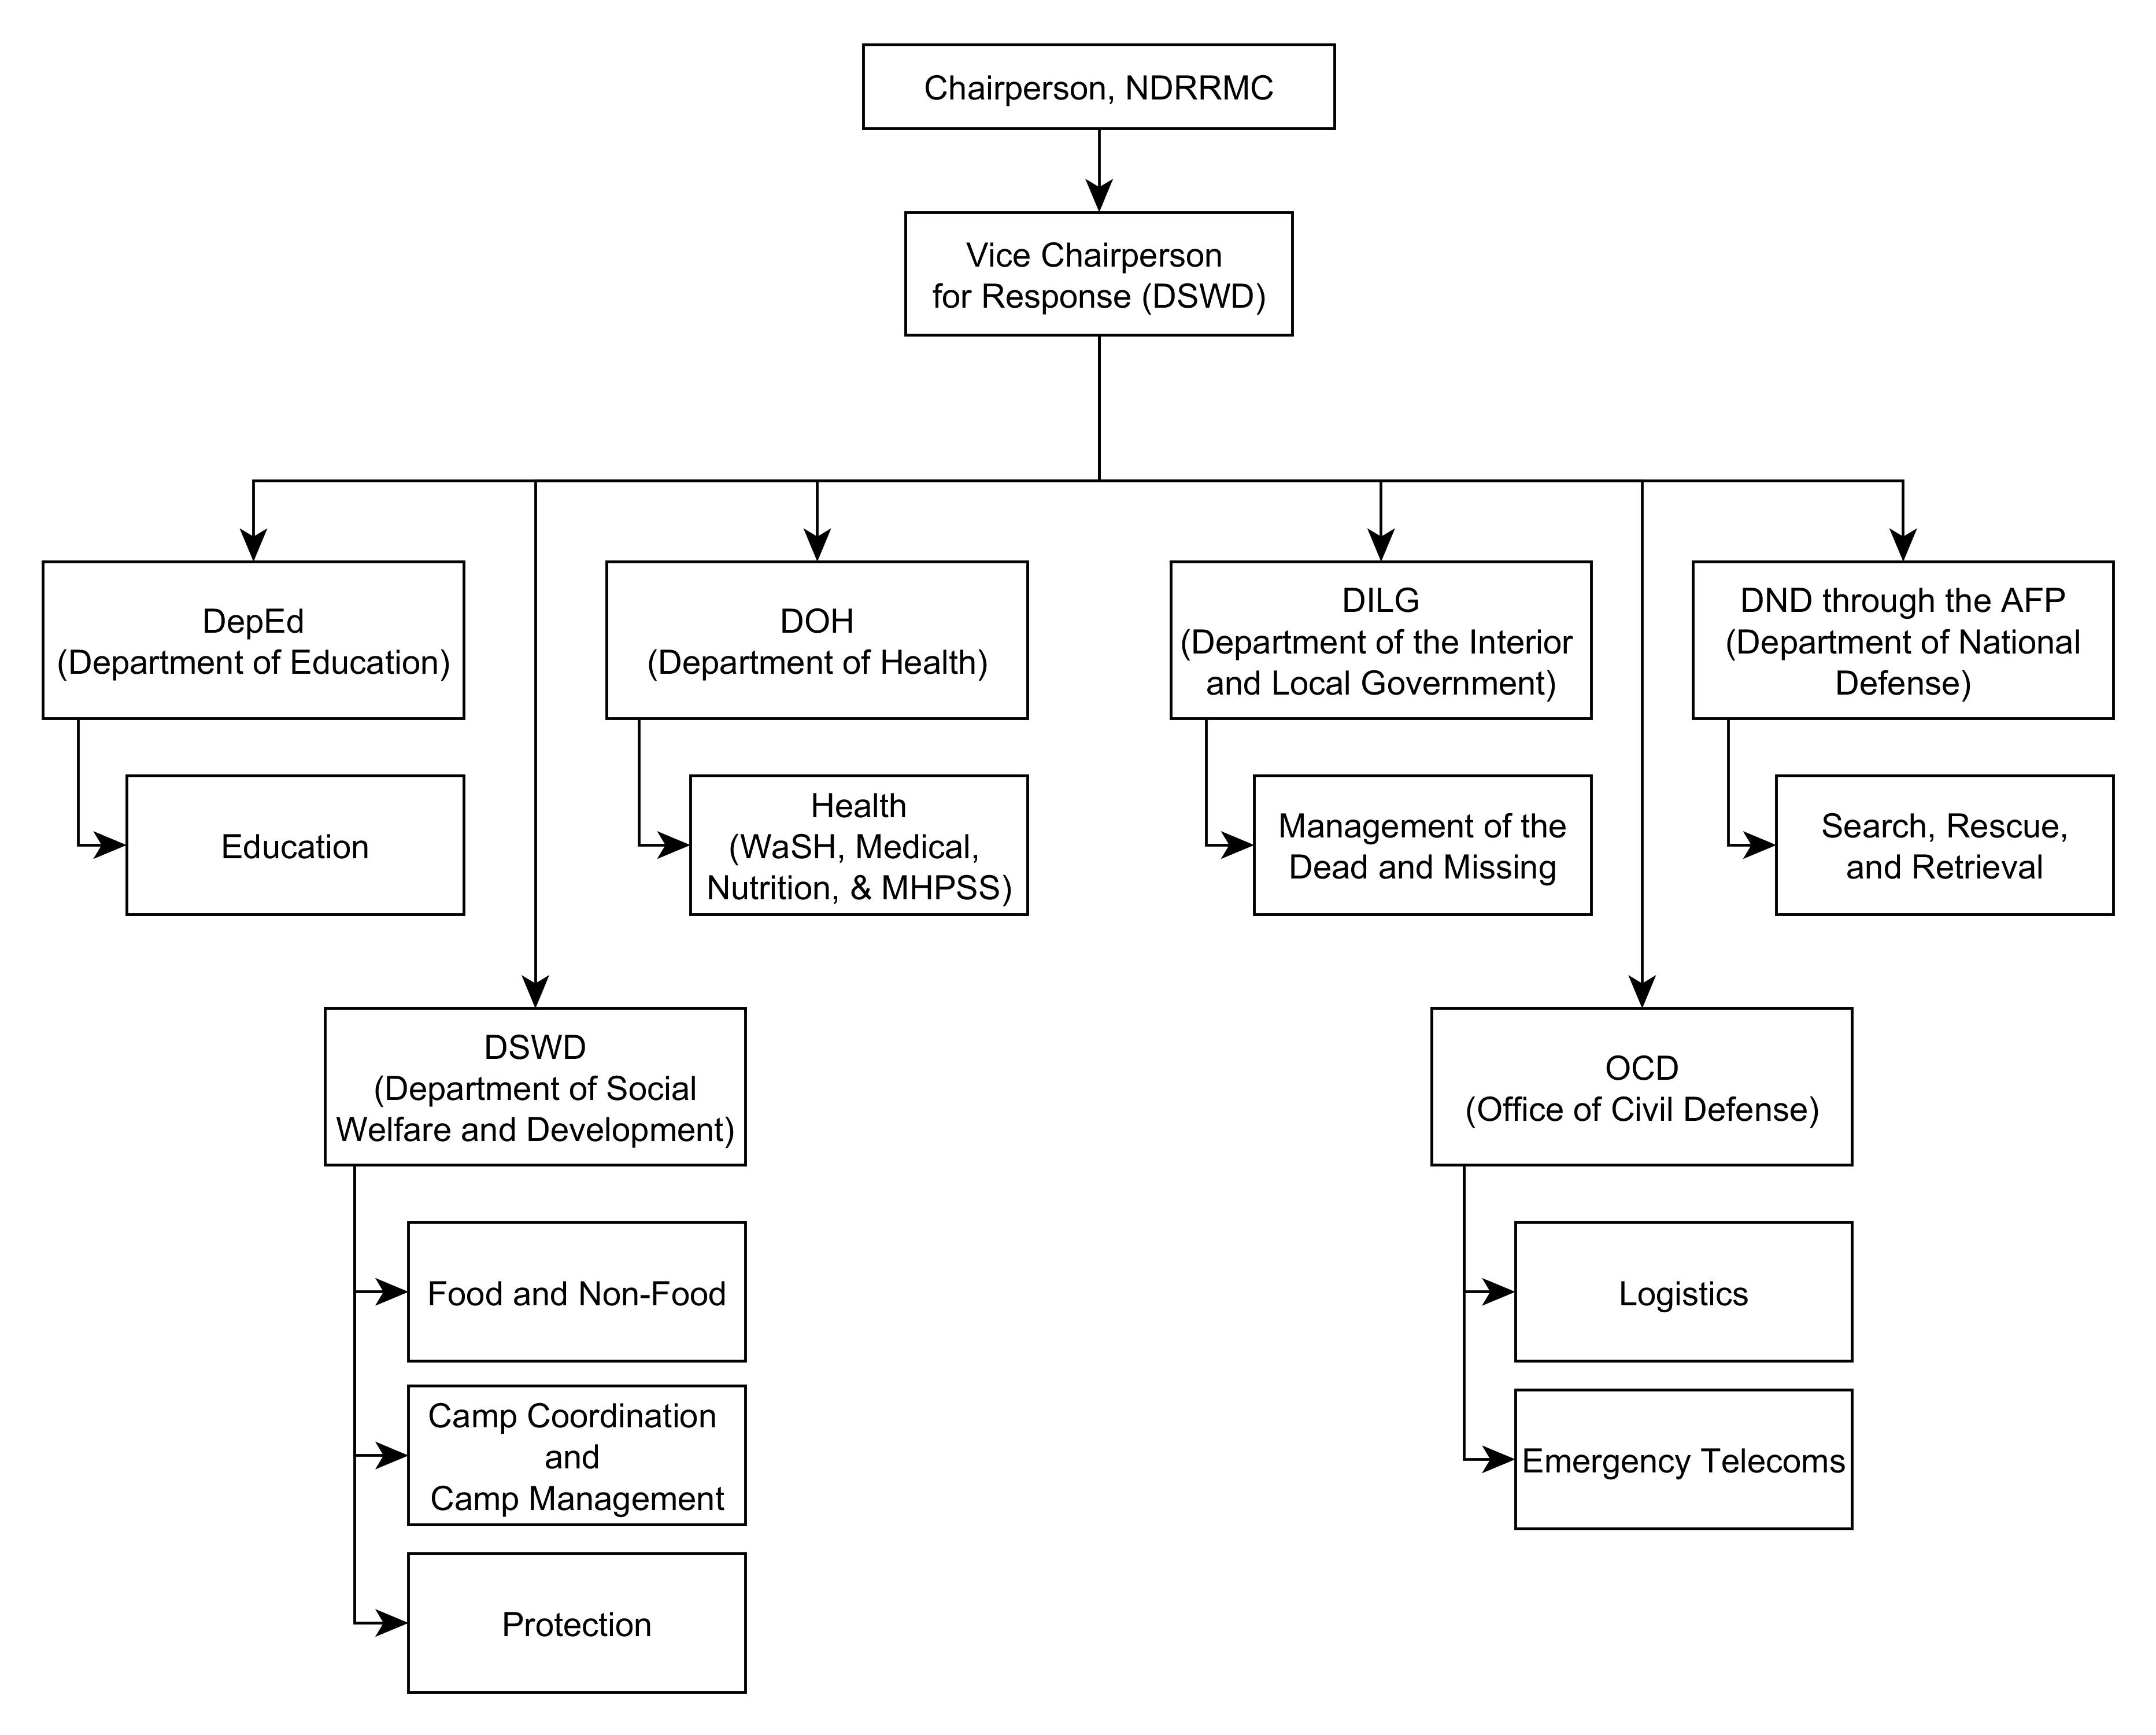 Chairperson, NDRRMC
Vice Chairperson
for Response (DSWD)
DepEd
(Department of Education)
Education
DOH
(Department of Health)
Health
(WaSH, Medical,
Nutrition, & MHPSS)
DILG
(Department of the Interior
and Local Government)
Management of the
Dead and Missing
DND through the AFP
(Department of National
Defense)
Search, Rescue,
and Retrieval
DSWD
(Department of Social
Welfare and Development)
Food and Non-Food
Camp Coordination
and
Camp Management
Protection
OCD
(Office of Civil Defense)
Logistics
Emergency Telecoms